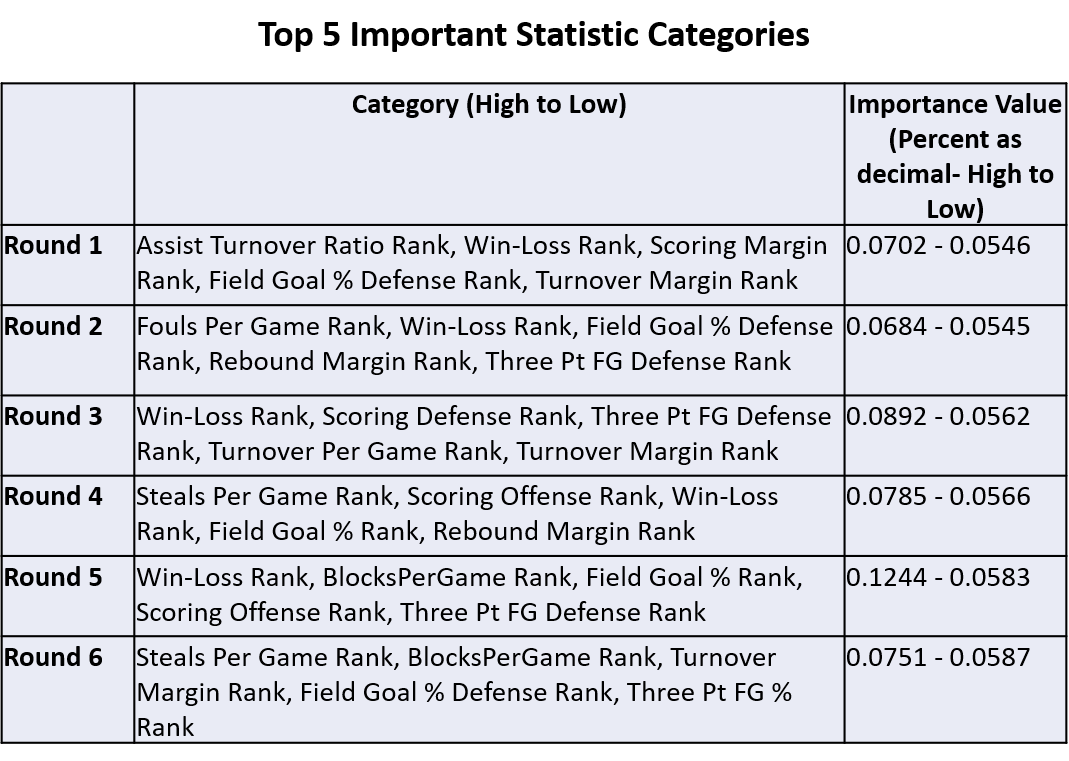 Top 5 Important Statistic Categories
Category (High to Low)
Importance Value
(Percent as
decimal- High to
Low)
Round 1
Assist Turnover Ratio Rank, Win-Loss Rank, Scoring Margin
Rank, Field Goal % Defense Rank, Turnover Margin Rank
0.0702 - 0.0546
Round 2
Fouls Per Game Rank, Win-Loss Rank, Field Goal % Defense
Rank, Rebound Margin Rank, Three Pt FG Defense Rank
0.0684 - 0.0545
Round 3
Win-Loss Rank, Scoring Defense Rank, Three Pt FG Defense
Rank, Turnover Per Game Rank, Turnover Margin Rank
0.0892 - 0.0562
Round 4
Steals Per Game Rank, Scoring Offense Rank, Win-Loss
Rank, Field Goal % Rank, Rebound Margin Rank
0.0785 - 0.0566
Round 5
Win-Loss Rank, BlocksPerGame Rank, Field Goal % Rank,
Scoring Offense Rank, Three Pt FG Defense Rank
0.1244 - 0.0583
Round 6
Steals Per Game Rank, BlocksPerGame Rank, Turnover
Margin Rank, Field Goal % Defense Rank, Three Pt FG %
Rank
0.0751 - 0.0587